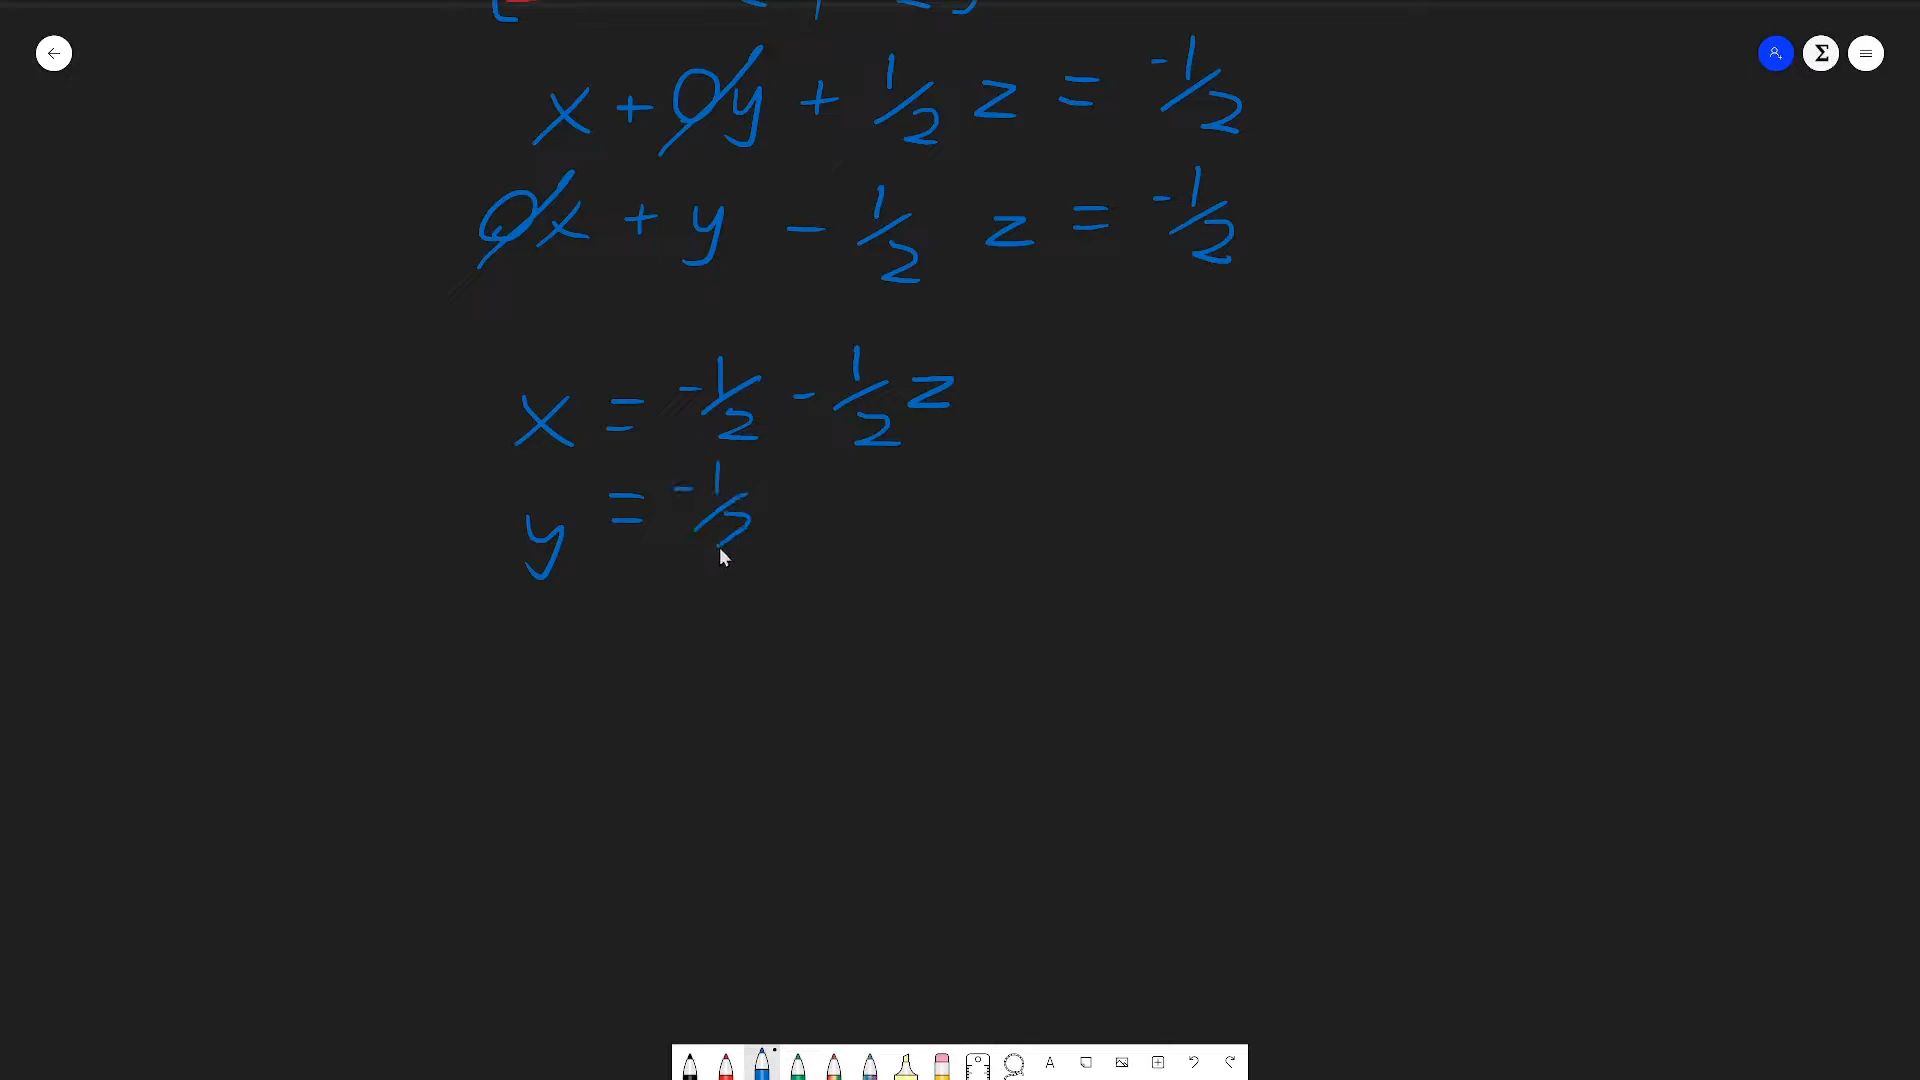 x + 0y + 1/2 z = -1/2
0x + y - 1/2 z = -1/2
x = -1/2 - 1/2 z
y = -1/2
Σ
A